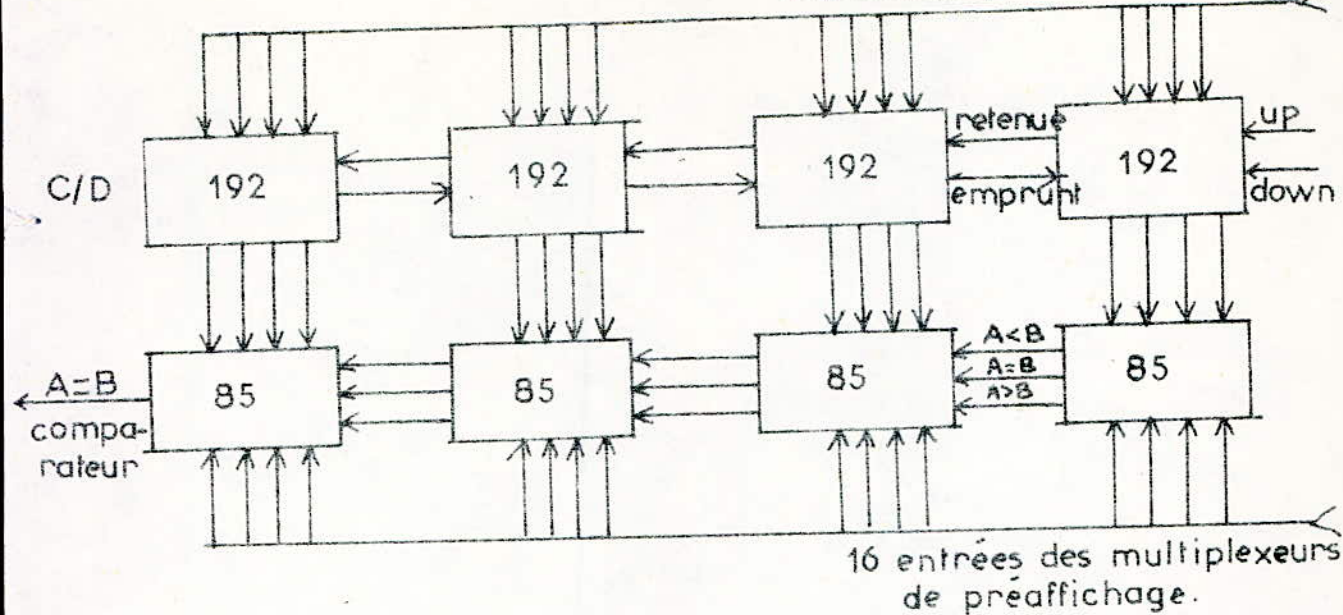 retenue
up
C/D
192
192
192
192
emprunt
down
A<B
A=B
A>B
A=B
85
85
85
85
compa-
rateur
16 entrées des multiplexeurs
de préaffichage.